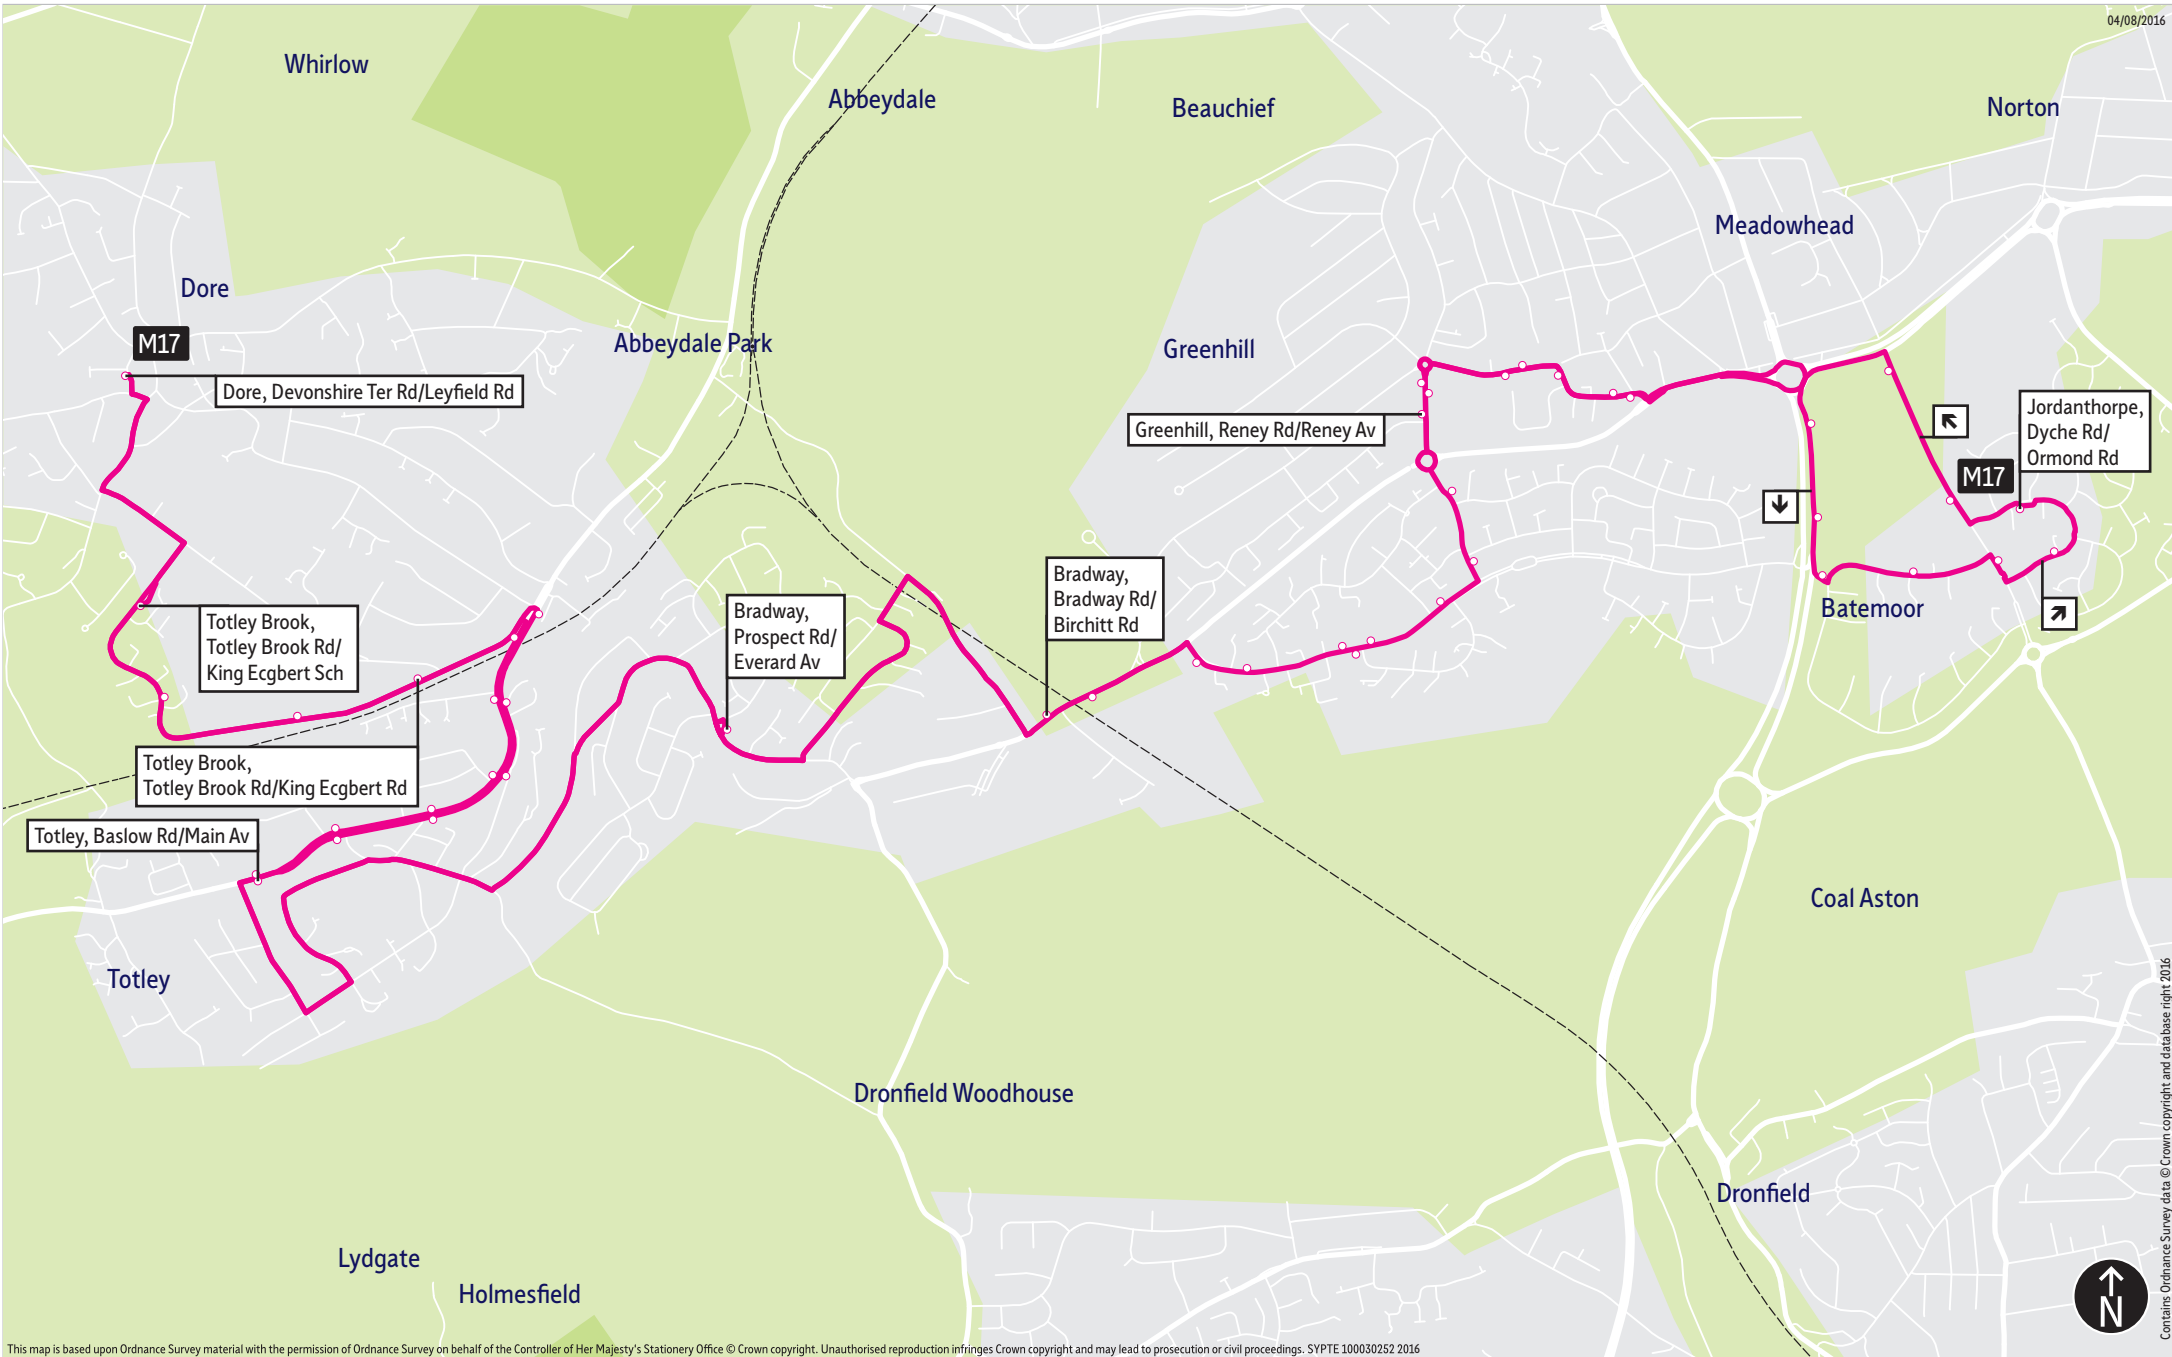 04/08/2016
Whirlow
Abbeydale
Beauchief
Norton
Meadowhead
Dore
M17
Abbeydale Park
Greenhill
Dore, Devonshire Ter Rd/Leyfield Rd
Greenhill, Reney Rd/Reney Av
Jordanthorpe,
Dyche Rd/
Ormond Rd
M17
Totley Brook,
Totley Brook Rd/
King Ecgbert Sch
Bradway,
Prospect Rd/
Everard Av
Bradway,
Bradway Rd/
Birchitt Rd
Batemoor
Totley Brook,
Totley Brook Rd/King Ecgbert Rd
Totley, Baslow Rd/Main Av
Coal Aston
Totley
Dronfield Woodhouse
Dronfield
Lydgate
Holmesfield
N
Contains Ordnance Survey data © Crown copyright and database right 2016
This map is based upon Ordnance Survey material with the permission of Ordnance Survey on behalf of the Controller of Her Majesty's Stationery Office © Crown copyright. Unauthorised reproduction infringes Crown copyright and may lead to prosecution or civil proceedings. SYPTE 100030252 2016